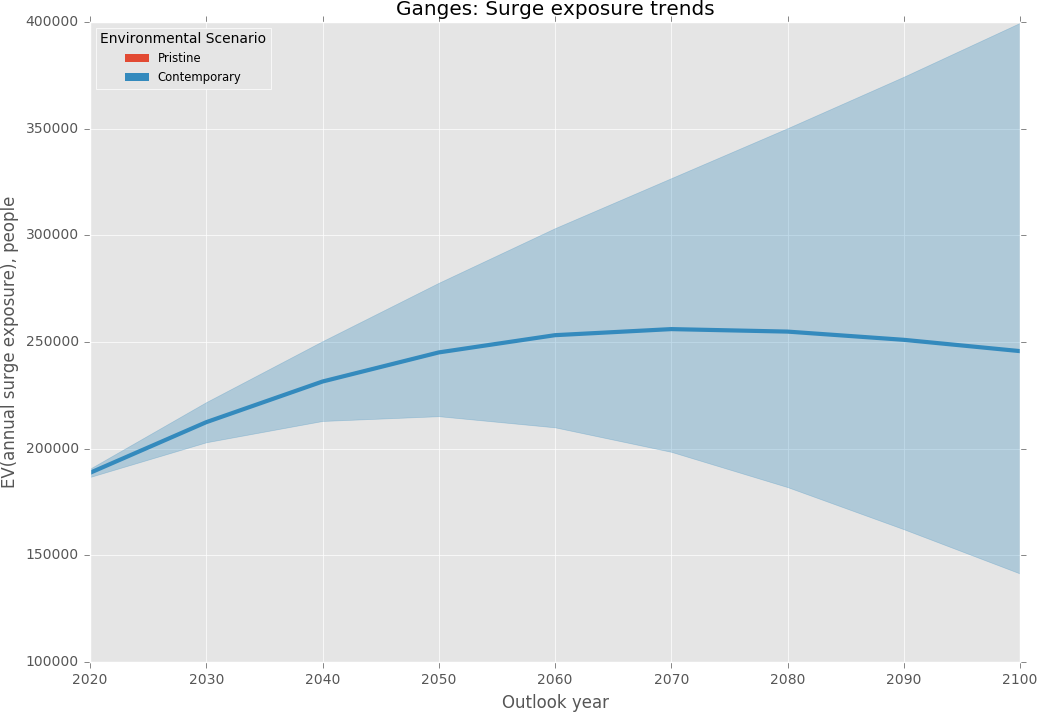 Ganges: Surge exposure trends
400000
350000
300000
250000
200000
150000
100000
EV(annual surge exposure), people
Environmental Scenario
Pristine
Contemporary
2020 2030 2040 2050 2060 2070 2080 2090 2100
Outlook year